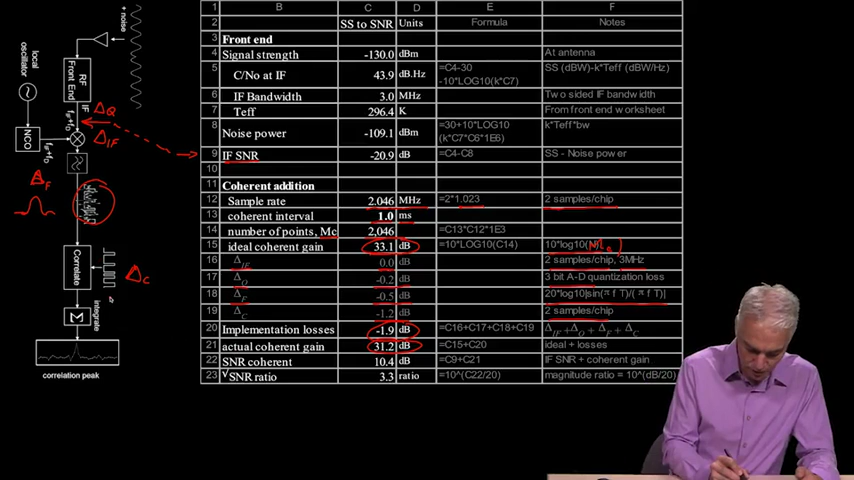 + noise
local oscillator
RF Front End
IF
fIF+fD
ΔQ
ΔIF
NCO
fIF+fD
ΔF
Correlate
ΔC
Σ
integrate
correlation peak
B C D E F
1
2 SS to SNR Units Formula Notes
3 Front end
4 Signal strength -130.0 dBm At antenna
5 C/No at IF 43.9 dB.Hz =C4-30 -10*LOG10(k*C7) SS (dBW)-k*Teff (dBW/Hz)
6 IF Bandwidth 3.0 MHz Two sided IF bandwidth
7 Teff 296.4 K From front end worksheet
8 Noise power -109.1 dBm =30+10*LOG10 (k*C7*C6*1E6) k*Teff*bw
9 IF SNR -20.9 dB =C4-C8 SS - Noise power
10
11 Coherent addition
12 Sample rate 2.046 MHz =2*1.023 2 samples/chip
13 coherent interval 1.0 ms
14 number of points, Mc 2,046 =C13*C12*1E3
15 ideal coherent gain 33.1 dB =10*LOG10(C14) 10*log10(
16 ΔIF 0.0 dB 2 samples/chip, 3MHz
17 ΔQ -0.2 dB 3 bit A-D quantization loss
18 ΔF -0.5 dB 20*log10|sin(π f T)/(π f T)|
19 ΔC -1.2 dB 2 samples/chip
20 Implementation losses -1.9 dB =C16+C17+C18+C19 ΔIF + ΔQ + ΔF + ΔC
21 actual coherent gain 31.2 dB =C15+C20 ideal + losses
22 SNR coherent 10.4 dB =C9+C21 IF SNR + coherent gain
23 √SNR ratio 3.3 ratio =10^(C22/20) magnitude ratio = 10^(dB/20)